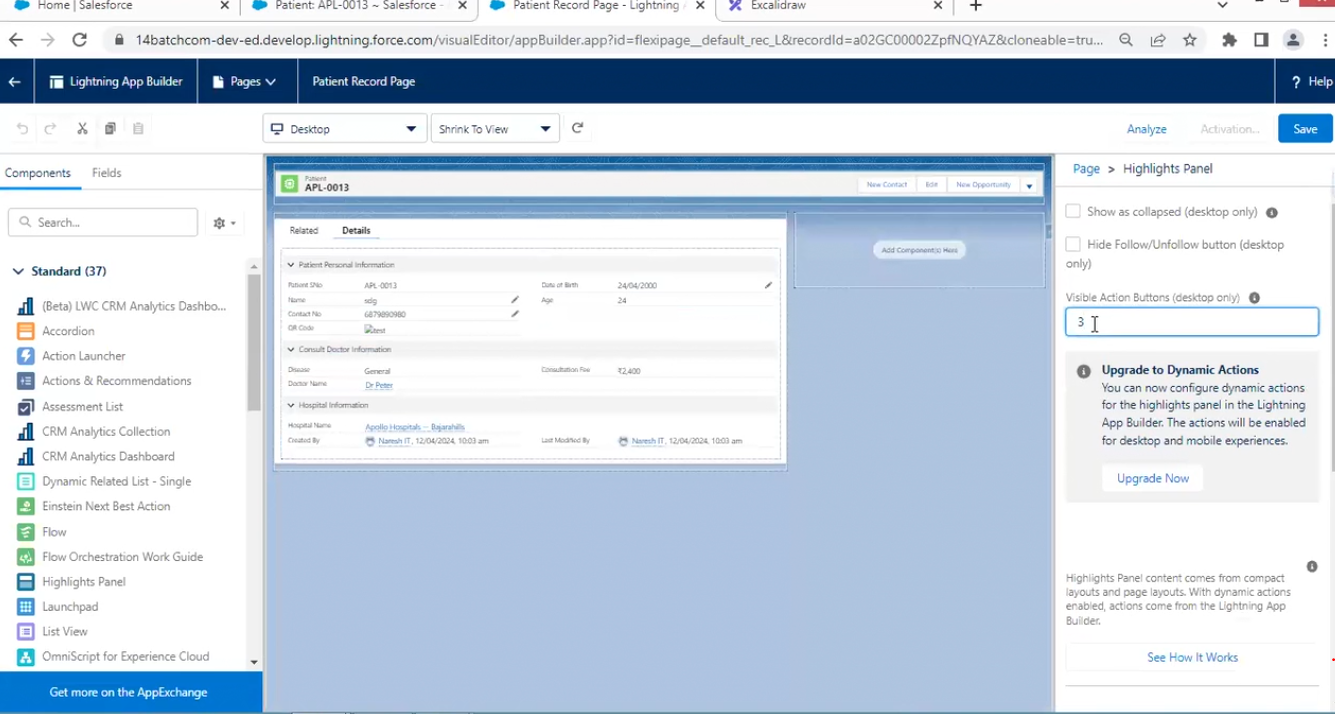 Home | Salesforce
Patient: APL-0013 ~ Salesforce -
Patient Record Page - Lightning
Excalidraw
14batchcom-dev-ed.develop.lightning.force.com/visualEditor/appBuilder.app?id=flexipage__default_rec_L&recordId=a02GC00002ZpfNQYAZ&cloneable=tru...
Lightning App Builder
Pages
Patient Record Page
? Help
Desktop
Shrink To View
Analyze
Activation...
Save
Components
Fields
Search...
Standard (37)
(Beta) LWC CRM Analytics Dashbo...
Accordion
Action Launcher
Actions & Recommendations
Assessment List
CRM Analytics Collection
CRM Analytics Dashboard
Dynamic Related List - Single
Einstein Next Best Action
Flow
Flow Orchestration Work Guide
Highlights Panel
Launchpad
List View
OmniScript for Experience Cloud
Get more on the AppExchange
Patient
APL-0013
New Contact
Edit
New Opportunity
Related
Details
Add Component(s) Here
Patient Personal Information
Patient SNo APL-0013 Date of Birth 24/04/2000
Name sdg Age 24
Contact No 6879890980
QR Code test
Consult Doctor Information
Disease General Consultation Fee ₹2,400
Doctor Name Dr Peter
Hospital Information
Hospital Name Apollo Hospitals -- Bajarahills
Created By Naresh IT, 12/04/2024, 10:03 am Last Modified By Naresh IT, 12/04/2024, 10:03 am
Page > Highlights Panel
Show as collapsed (desktop only)
Hide Follow/Unfollow button (desktop
only)
Visible Action Buttons (desktop only)
3
Upgrade to Dynamic Actions
You can now configure dynamic actions
for the highlights panel in the Lightning
App Builder. The actions will be enabled
for desktop and mobile experiences.
Upgrade Now
Highlights Panel content comes from compact
layouts and page layouts. With dynamic actions
enabled, actions come from the Lightning App
Builder.
See How It Works